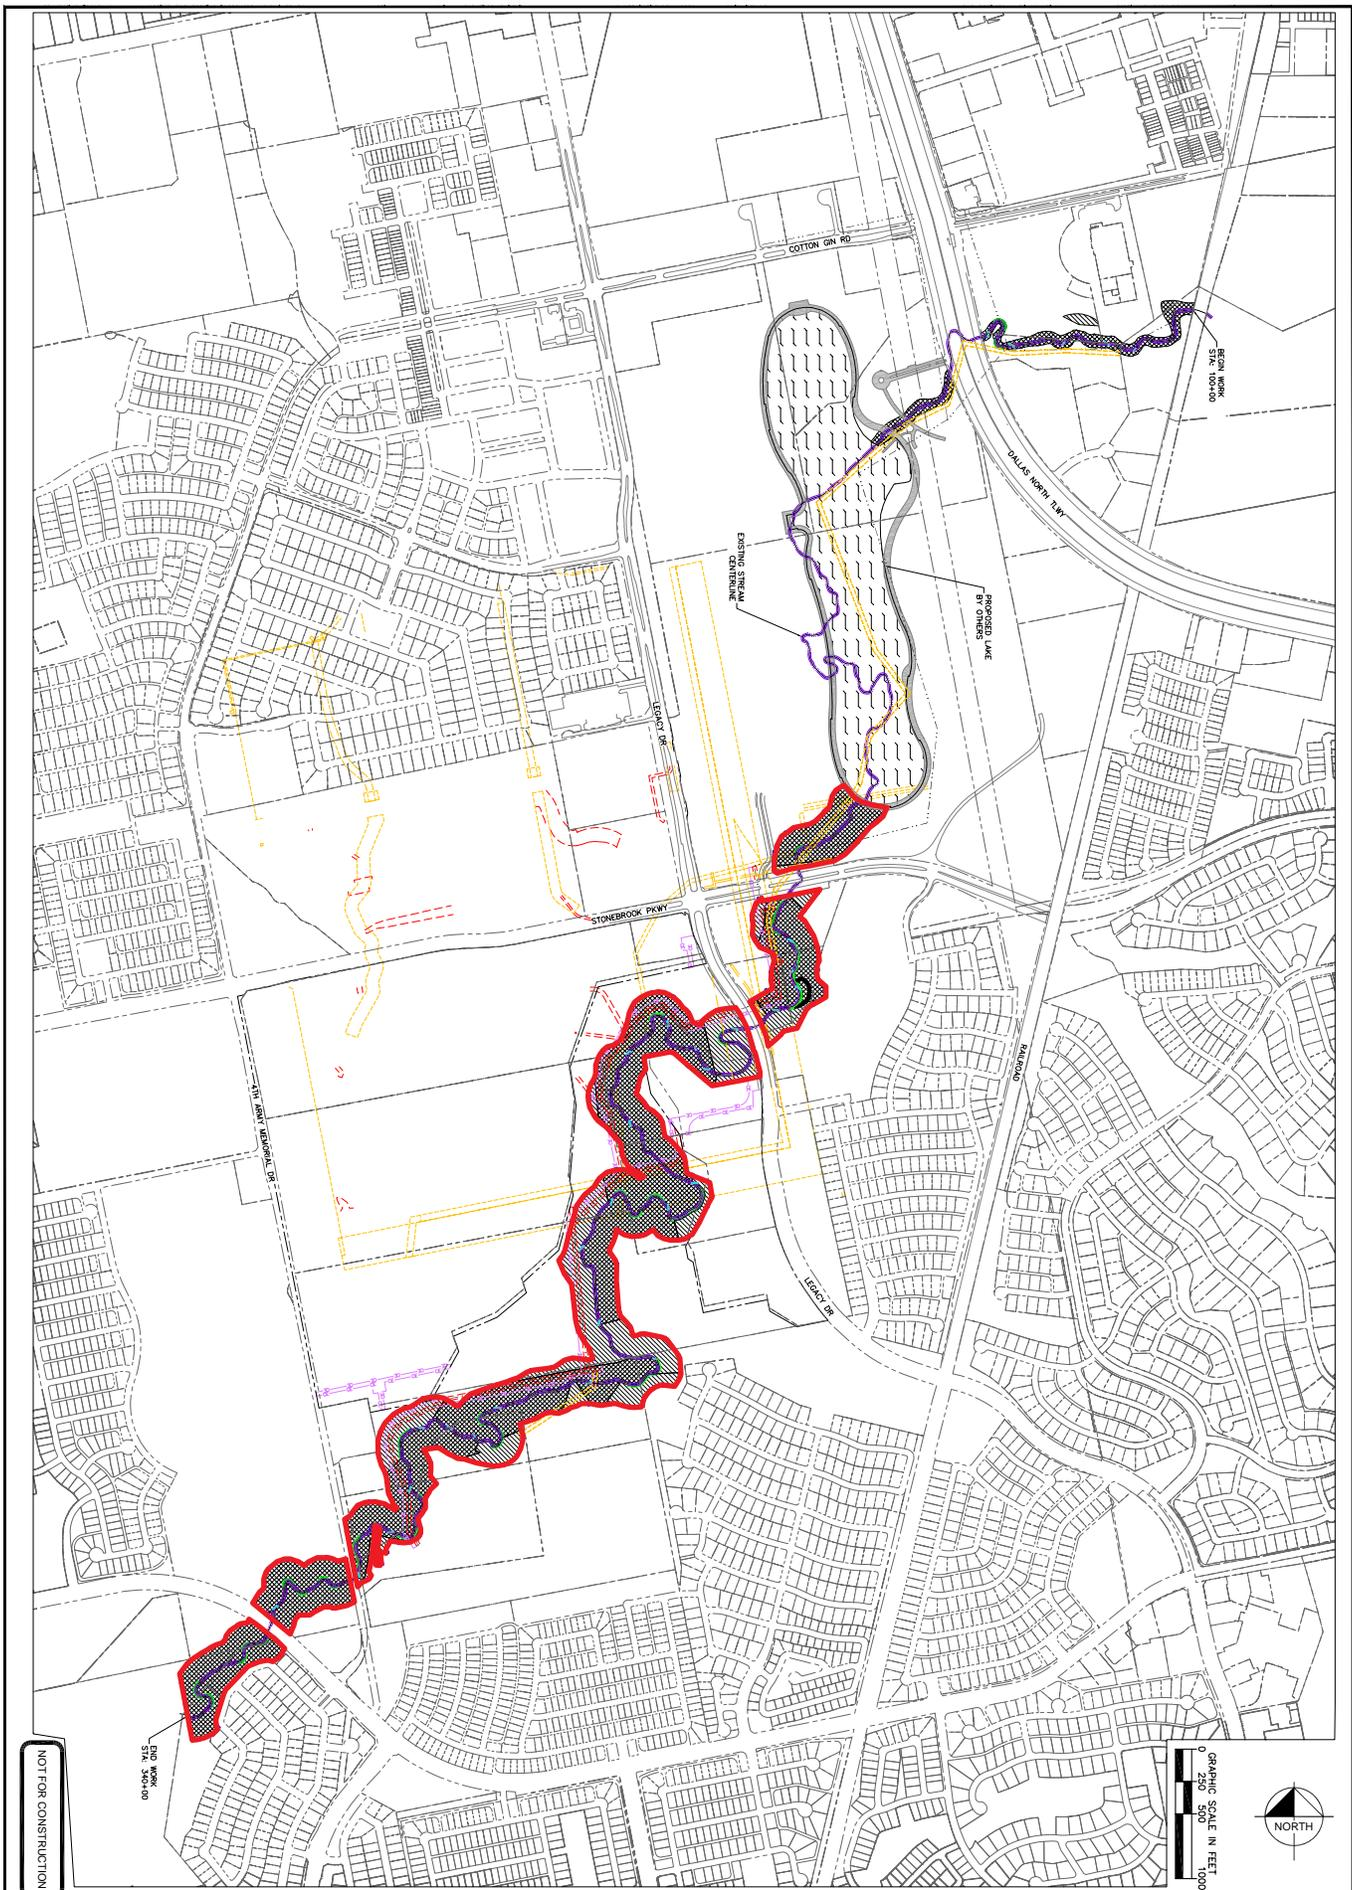 COTTON GIN RD
BEGIN WORK
STA: 100+00
DALLAS NORTH TLWY
EXISTING STREAM
CENTERLINE
PROPOSED LAKE
BY OTHERS
LEGACY DR
STONEBROOK PKWY
RAILROAD
4TH ARMY MEMORIAL DR
LEGACY DR
END WORK
STA: 340+00
GRAPHIC SCALE IN FEET
0 250 500 1000
NORTH
NOT FOR CONSTRUCTION